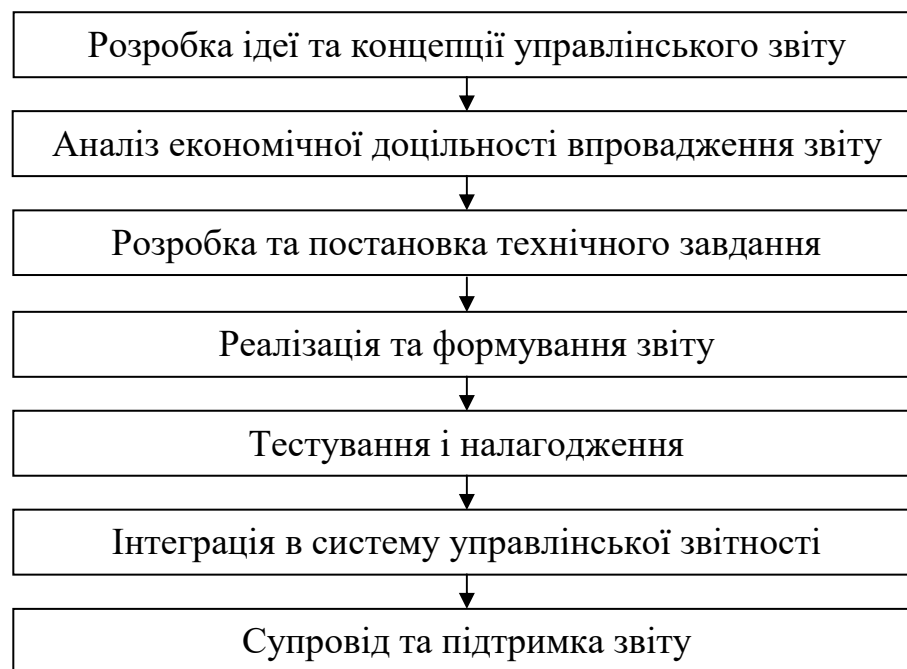 Розробка ідеї та концепції управлінського звіту
Аналіз економічної доцільності впровадження звіту
Розробка та постановка технічного завдання
Реалізація та формування звіту
Тестування і налагодження
Інтеграція в систему управлінської звітності
Супровід та підтримка звіту